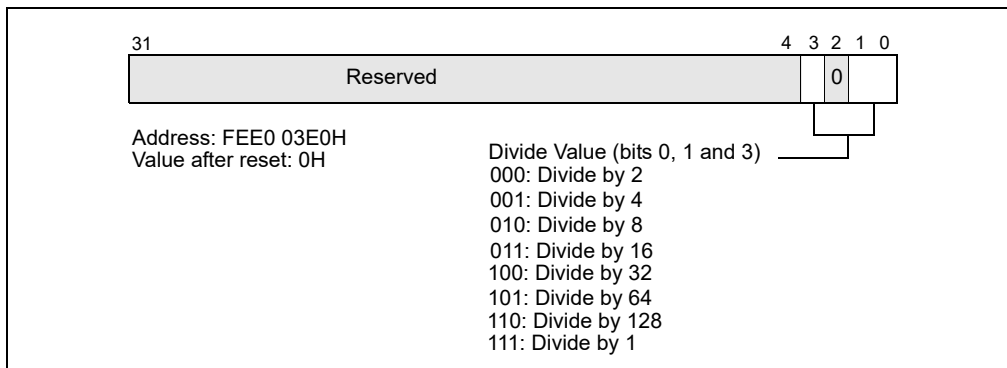 31 4 3 2 1 0
Reserved 0
Address: FEE0 03E0H
Value after reset: 0H
Divide Value (bits 0, 1 and 3)
000: Divide by 2
001: Divide by 4
010: Divide by 8
011: Divide by 16
100: Divide by 32
101: Divide by 64
110: Divide by 128
111: Divide by 1